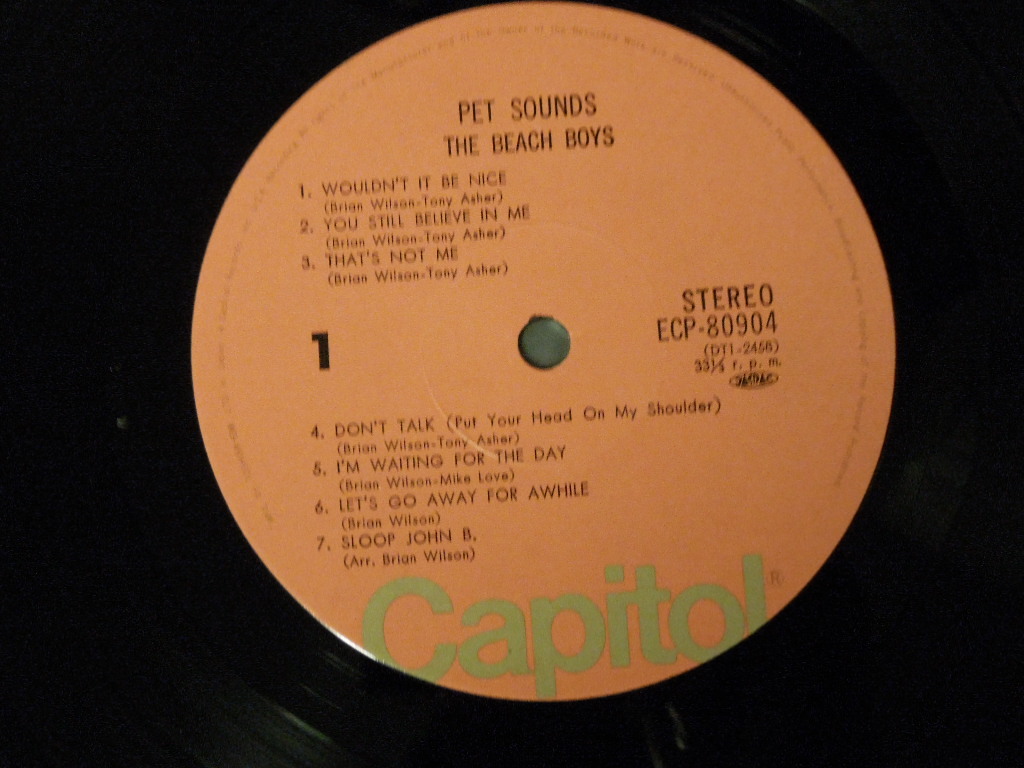 PET SOUNDS
THE BEACH BOYS
1. WOULDN'T IT BE NICE
(Brian Wilson-Tony Asher)
2. YOU STILL BELIEVE IN ME
(Brian Wilson-Tony Asher)
3. THAT'S NOT ME
(Brian Wilson-Tony Asher)
1
STEREO
ECP-80904
(DT1-2458)
33⅓ r. p. m.
JASRAC
4. DON'T TALK (Put Your Head On My Shoulder)
(Brian Wilson-Tony Asher)
5. I'M WAITING FOR THE DAY
(Brian Wilson-Mike Love)
6. LET'S GO AWAY FOR AWHILE
(Brian Wilson)
7. SLOOP JOHN B.
(Arr. Brian Wilson)
Capitol®